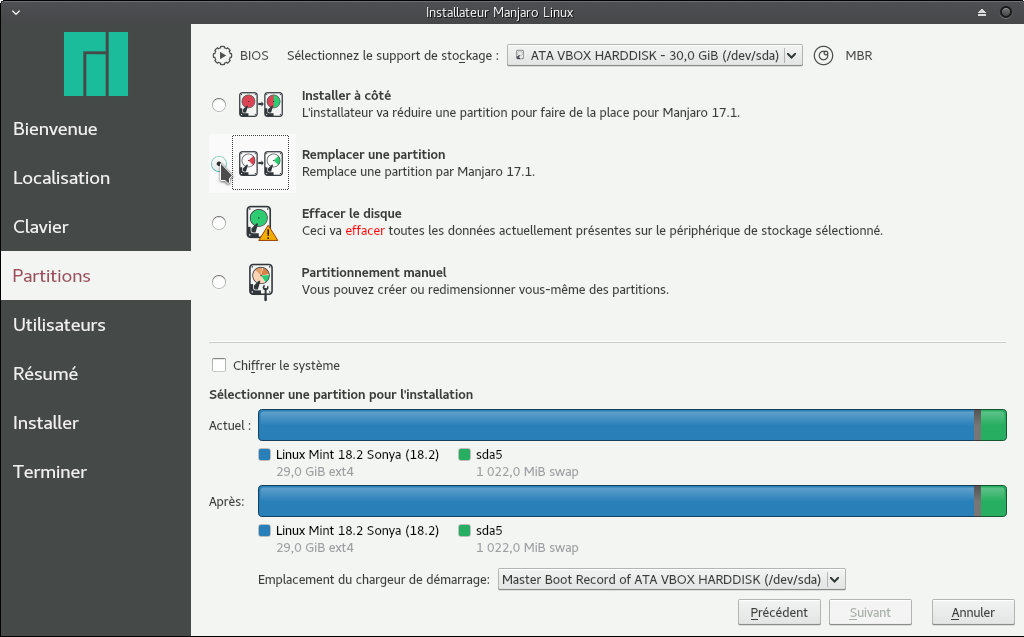 Installateur Manjaro Linux
BIOS Sélectionnez le support de stockage : ATA VBOX HARDDISK - 30,0 GiB (/dev/sda) MBR
Bienvenue
Localisation
Clavier
Partitions
Utilisateurs
Résumé
Installer
Terminer
Installer à côté
L'installateur va réduire une partition pour faire de la place pour Manjaro 17.1.
Remplacer une partition
Remplace une partition par Manjaro 17.1.
Effacer le disque
Ceci va effacer toutes les données actuellement présentes sur le périphérique de stockage sélectionné.
Partitionnement manuel
Vous pouvez créer ou redimensionner vous-même des partitions.
Chiffrer le système
Sélectionner une partition pour l'installation
Actuel :
Linux Mint 18.2 Sonya (18.2) sda5
29,0 GiB ext4 1 022,0 MiB swap
Après:
Linux Mint 18.2 Sonya (18.2) sda5
29,0 GiB ext4 1 022,0 MiB swap
Emplacement du chargeur de démarrage: Master Boot Record of ATA VBOX HARDDISK (/dev/sda)
Précédent Suivant Annuler